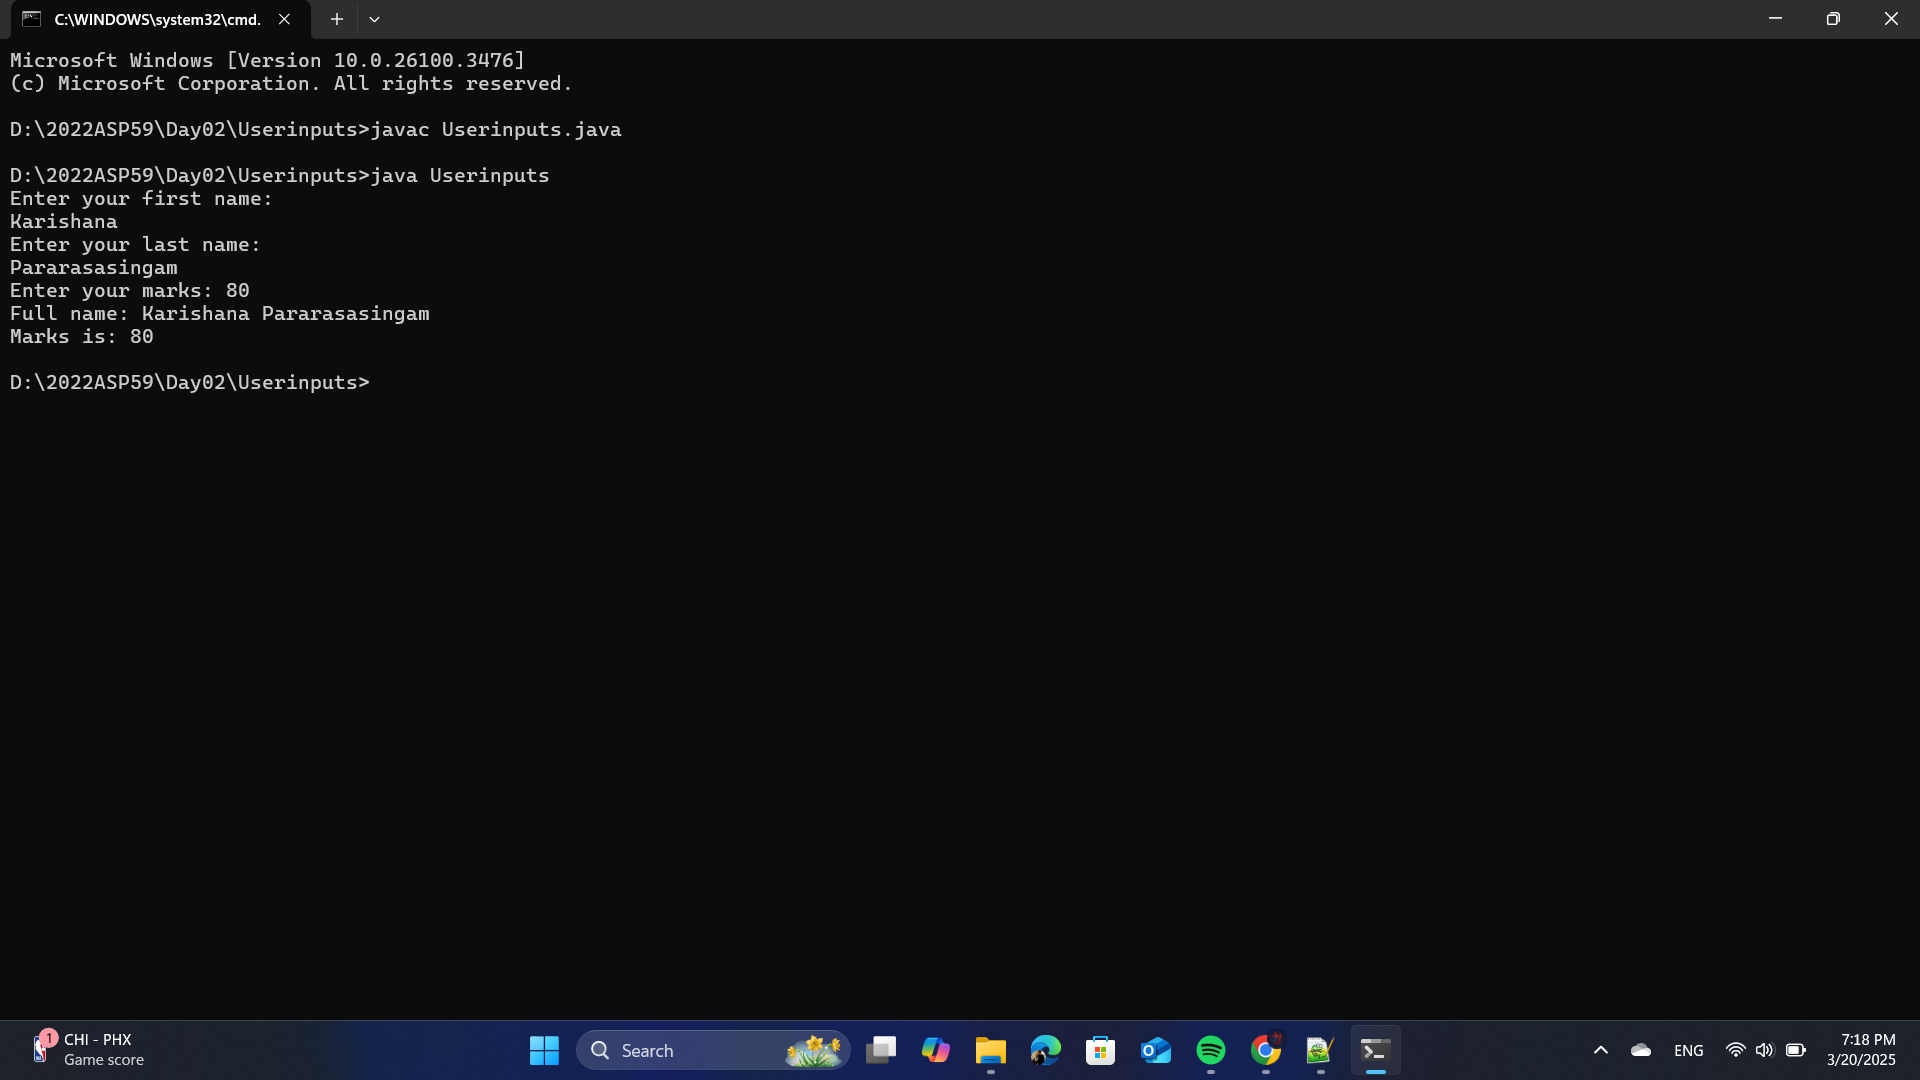 C:\WINDOWS\system32\cmd.
Microsoft Windows [Version 10.0.26100.3476]
(c) Microsoft Corporation. All rights reserved.
D:\2022ASP59\Day02\Userinputs>javac Userinputs.java
D:\2022ASP59\Day02\Userinputs>java Userinputs
Enter your first name:
Karishana
Enter your last name:
Pararasasingam
Enter your marks: 80
Full name: Karishana Pararasasingam
Marks is: 80
D:\2022ASP59\Day02\Userinputs>
1
CHI - PHX
Game score
Search
ENG
7:18 PM
3/20/2025